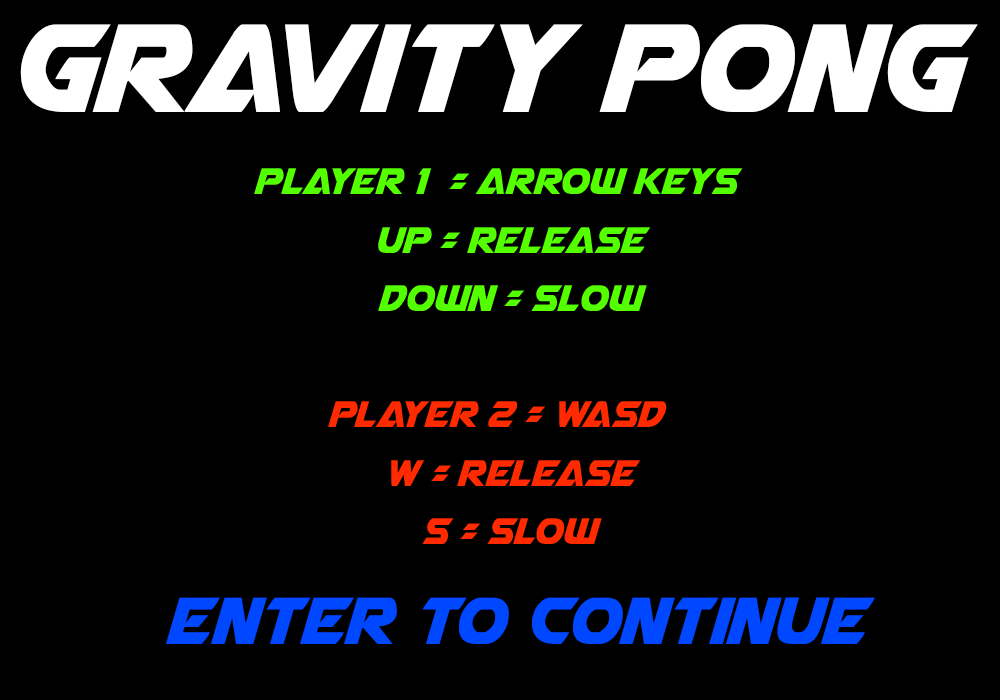 GRAVITY PONG
PLAYER 1 = ARROW KEYS
UP = RELEASE
DOWN = SLOW
PLAYER 2 = WASD
W = RELEASE
S = SLOW
ENTER TO CONTINUE